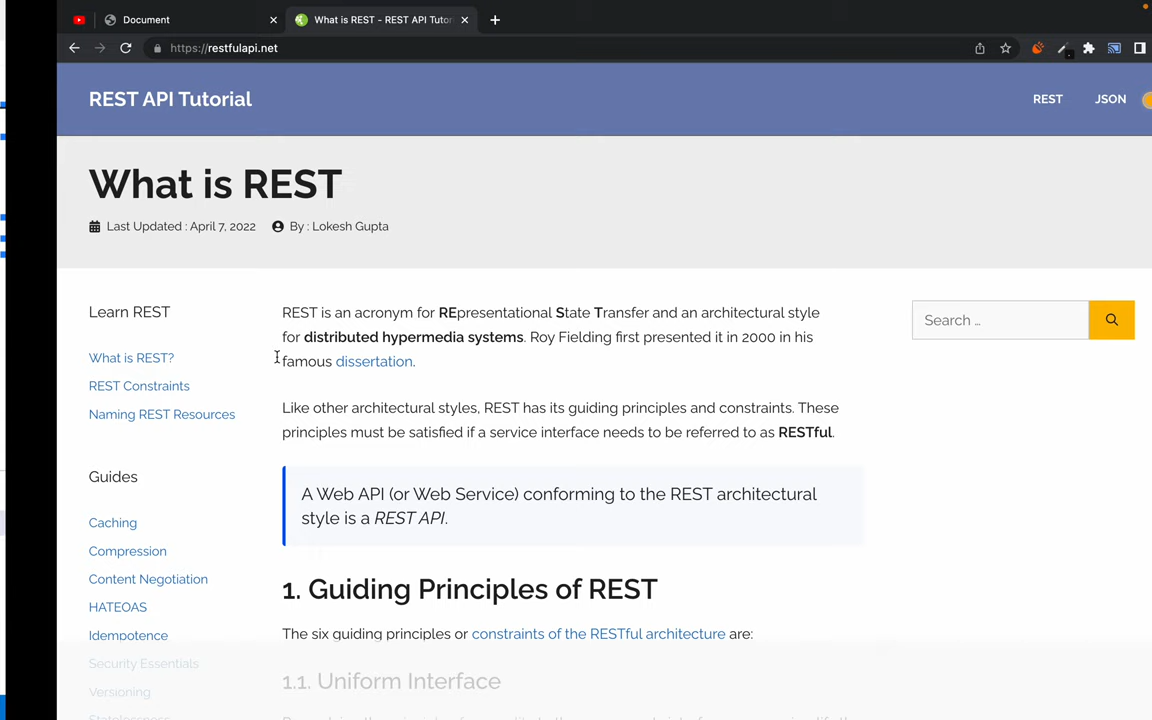 Document
What is REST - REST API Tutor
https://restfulapi.net
REST API Tutorial
REST
JSON
What is REST
Last Updated : April 7, 2022
By : Lokesh Gupta
Learn REST
What is REST?
REST Constraints
Naming REST Resources
Guides
Caching
Compression
Content Negotiation
HATEOAS
Idempotence
Security Essentials
Versioning
Statelessness
REST is an acronym for REpresentational State Transfer and an architectural style
for distributed hypermedia systems. Roy Fielding first presented it in 2000 in his
famous dissertation.
Like other architectural styles, REST has its guiding principles and constraints. These
principles must be satisfied if a service interface needs to be referred to as RESTful.
A Web API (or Web Service) conforming to the REST architectural
style is a REST API.
1. Guiding Principles of REST
The six guiding principles or constraints of the RESTful architecture are:
1.1. Uniform Interface
Search …